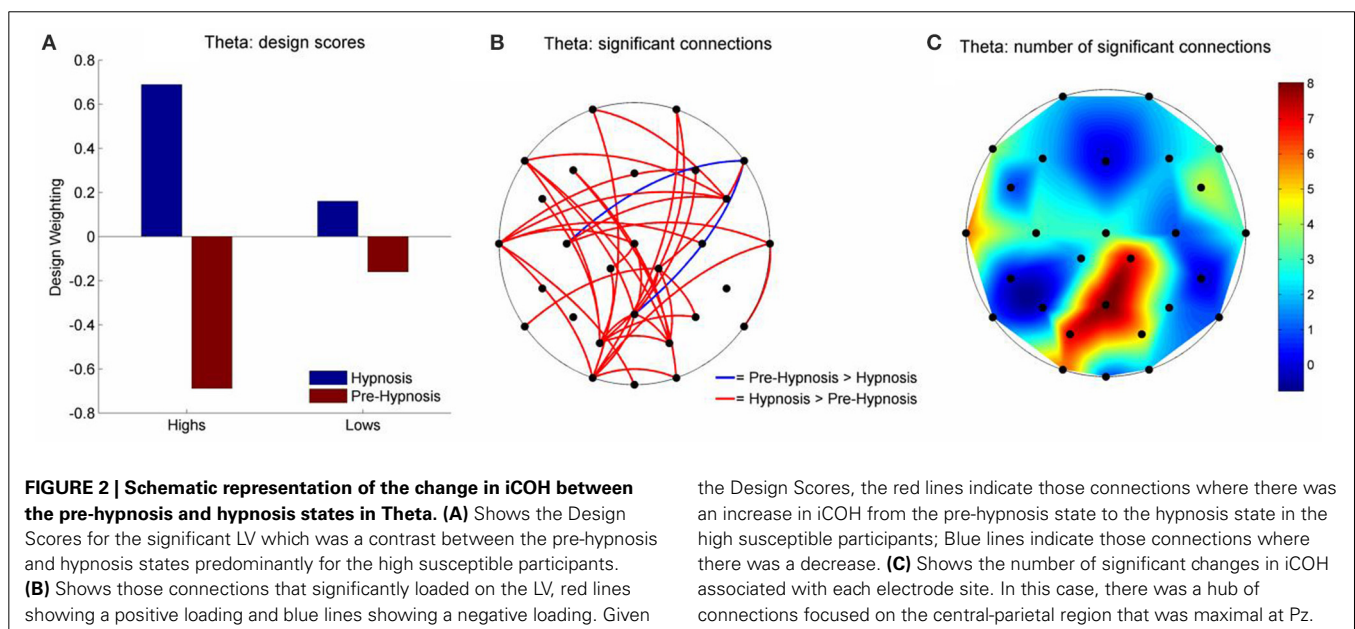 A
Theta: design scores
0.8
0.6
0.4
0.2
0
-0.2
-0.4
-0.6
-0.8
Design Weighting
Hypnosis
Pre-Hypnosis
Highs
Lows
B
Theta: significant connections
= Pre-Hypnosis > Hypnosis
= Hypnosis > Pre-Hypnosis
C
Theta: number of significant connections
8
7
6
5
4
3
2
1
0
FIGURE 2 | Schematic representation of the change in iCOH between
the pre-hypnosis and hypnosis states in Theta. (A) Shows the Design
Scores for the significant LV which was a contrast between the pre-hypnosis
and hypnosis states predominantly for the high susceptible participants.
(B) Shows those connections that significantly loaded on the LV, red lines
showing a positive loading and blue lines showing a negative loading. Given
the Design Scores, the red lines indicate those connections where there was
an increase in iCOH from the pre-hypnosis state to the hypnosis state in the
high susceptible participants; Blue lines indicate those connections where
there was a decrease. (C) Shows the number of significant changes in iCOH
associated with each electrode site. In this case, there was a hub of
connections focused on the central-parietal region that was maximal at Pz.